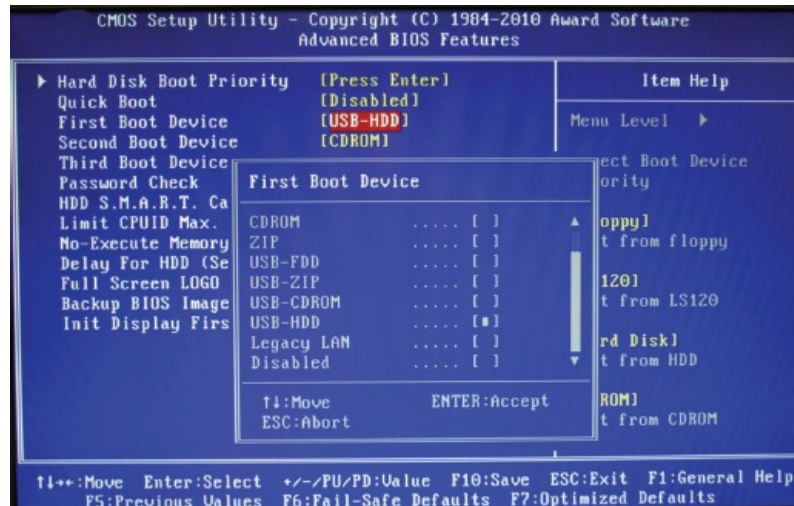 CMOS Setup Utility - Copyright (C) 1984-2010 Award Software
Advanced BIOS Features
▶ Hard Disk Boot Priority [Press Enter]
Quick Boot [Disabled]
First Boot Device [USB-HDD]
Second Boot Device [CDROM]
Third Boot Device
Password Check
HDD S.M.A.R.T. Ca
Limit CPUID Max.
No-Execute Memory
Delay For HDD (Se
Full Screen LOGO
Backup BIOS Image
Init Display Firs
First Boot Device
CDROM ..... [ ]
ZIP ..... [ ]
USB-FDD ..... [ ]
USB-ZIP ..... [ ]
USB-CDROM ..... [ ]
USB-HDD ..... [■]
Legacy LAN ..... [ ]
Disabled ..... [ ]
↑↓:Move ENTER:Accept
ESC:Abort
Item Help
Menu Level ▶
ect Boot Device
ority
oppy]
t from floppy
120]
t from LS120
rd Disk]
t from HDD
ROM]
t from CDROM
↑↓→←:Move Enter:Select +/-/PU/PD:Value F10:Save ESC:Exit F1:General Help
F5:Previous Values F6:Fail-Safe Defaults F7:Optimized Defaults